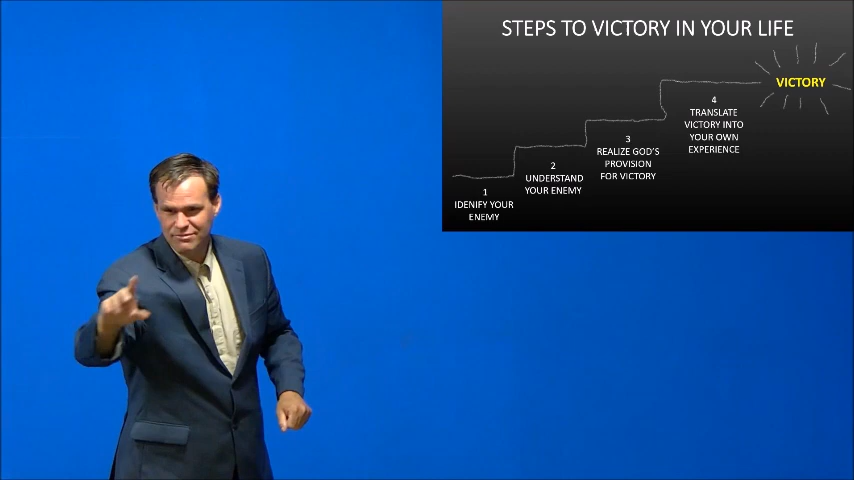 STEPS TO VICTORY IN YOUR LIFE
VICTORY
4
TRANSLATE
VICTORY INTO
YOUR OWN
EXPERIENCE
3
REALIZE GOD'S
PROVISION
FOR VICTORY
2
UNDERSTAND
YOUR ENEMY
1
IDENIFY YOUR
ENEMY